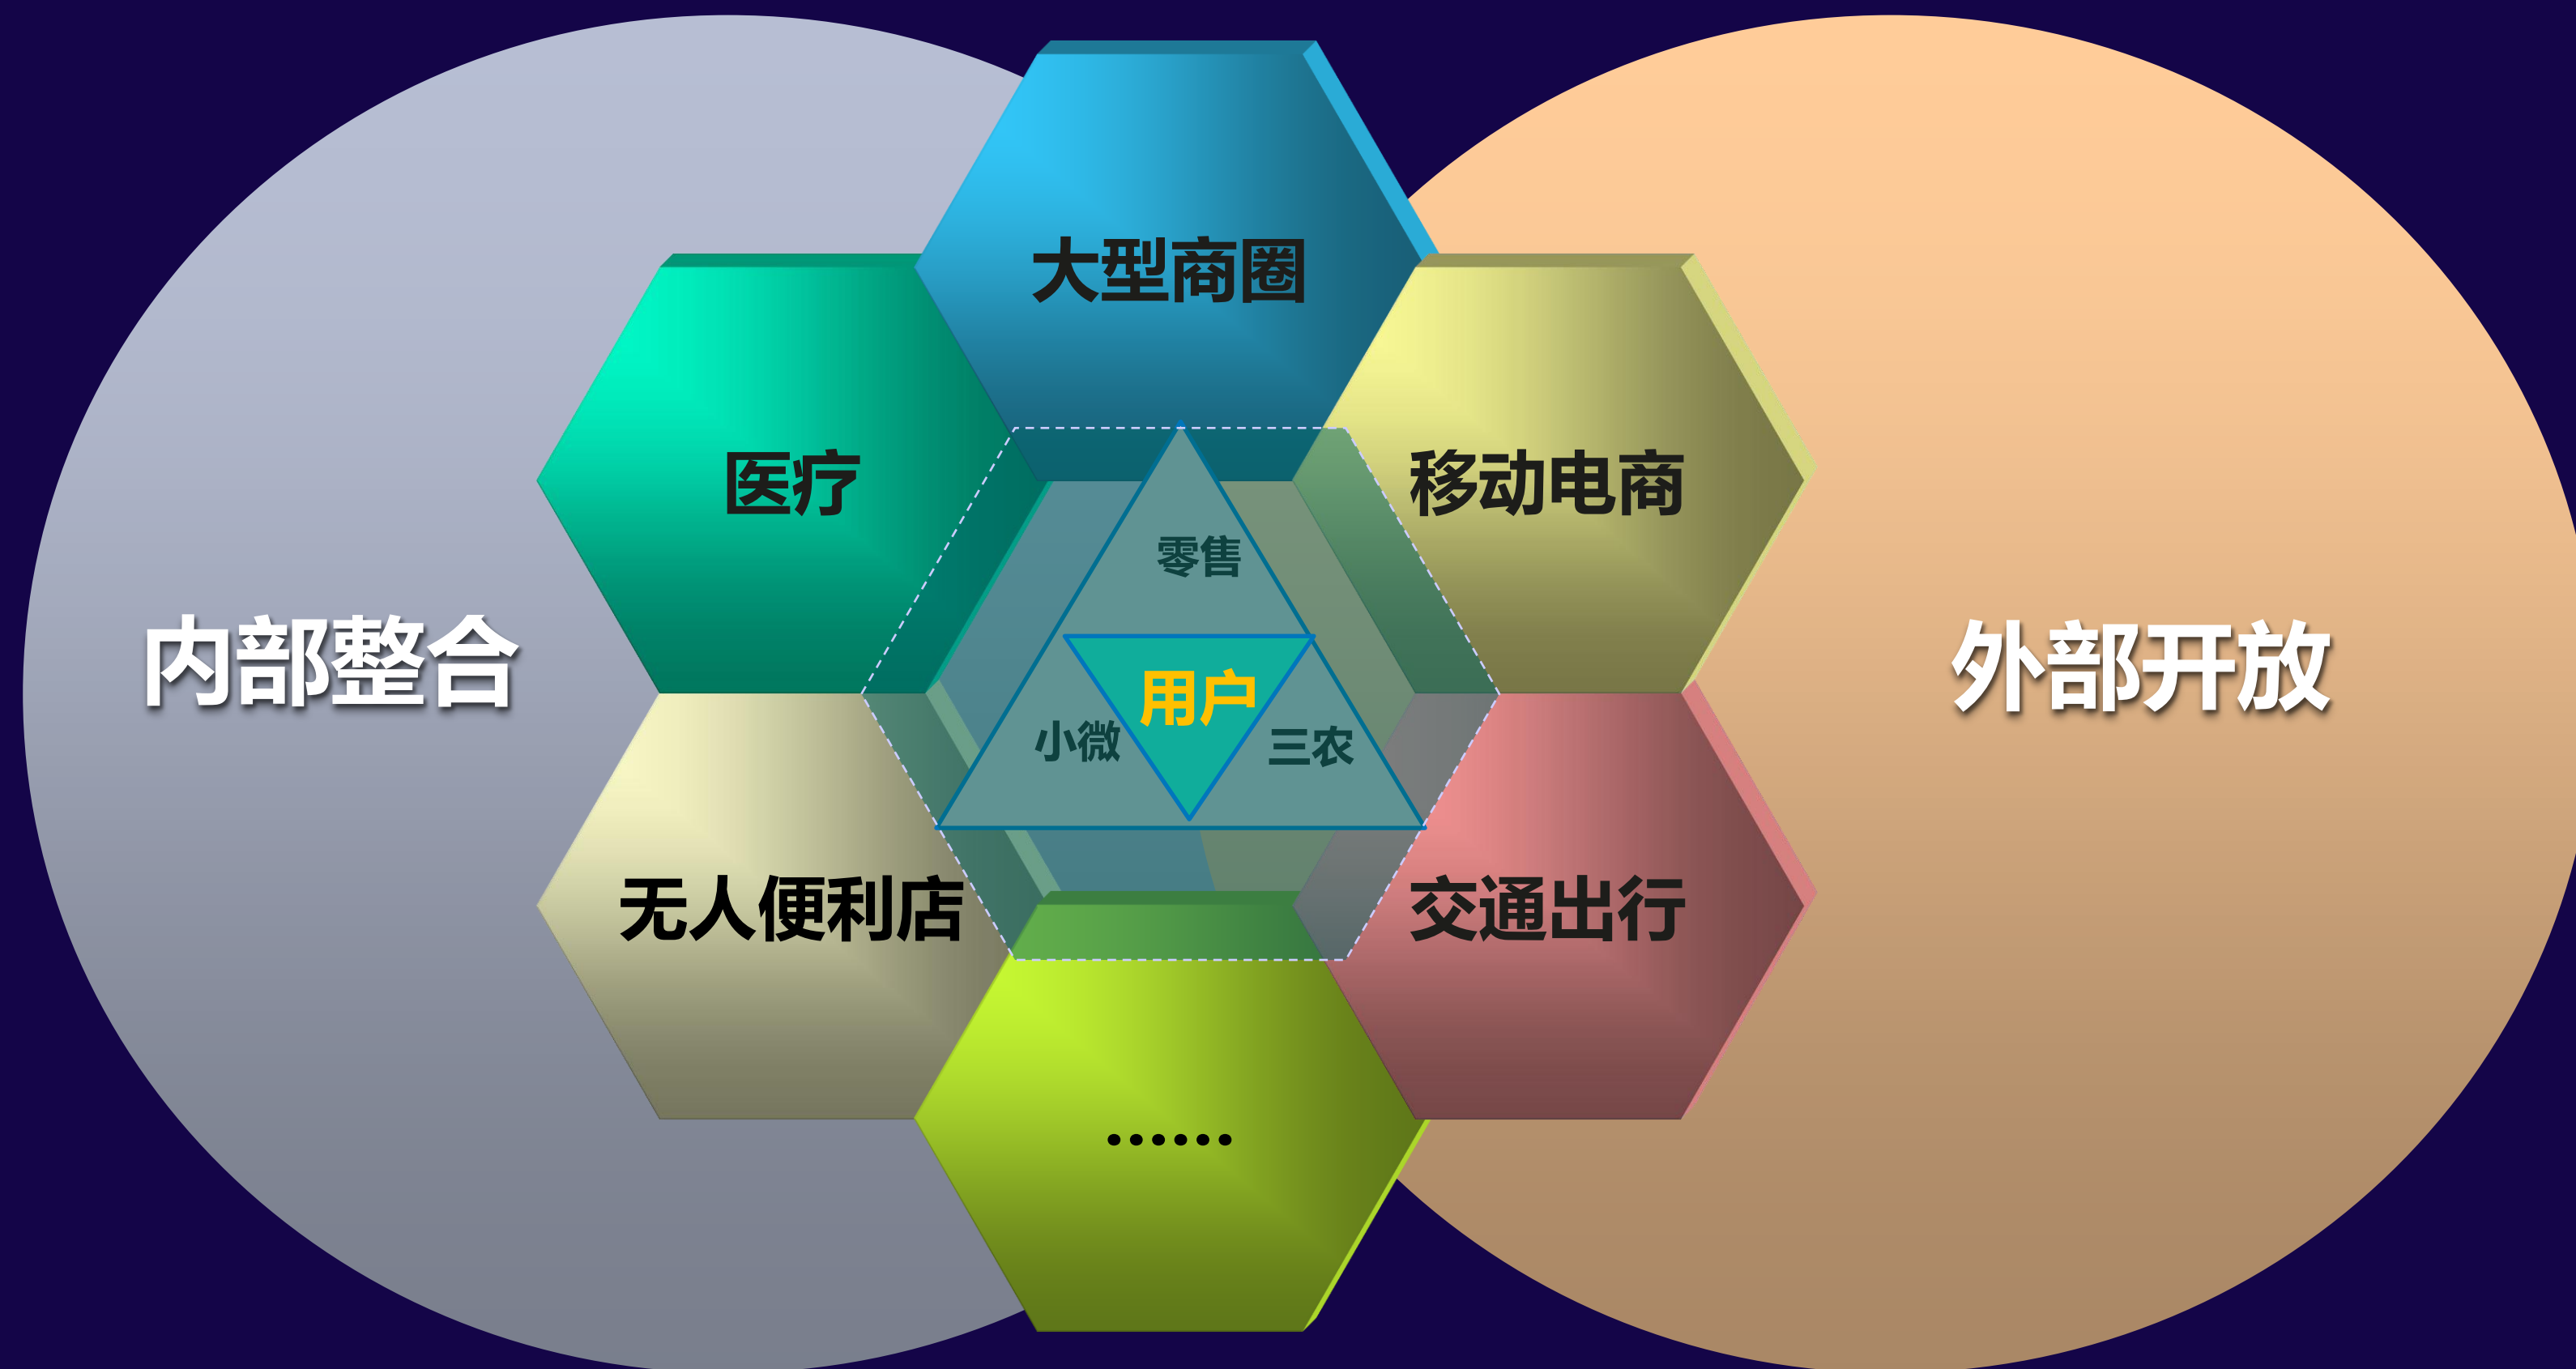 大型商圈
医疗
移动电商
零售
内部整合
用户
外部开放
小微
三农
无人便利店
交通出行
……